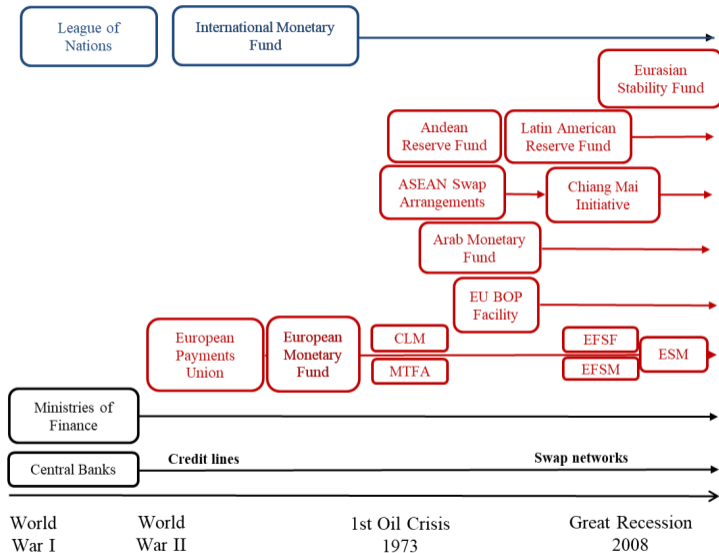 League of
Nations
International Monetary
Fund
Eurasian
Stability Fund
Andean
Reserve Fund
Latin American
Reserve Fund
ASEAN Swap
Arrangements
Chiang Mai
Initiative
Arab Monetary
Fund
EU BOP
Facility
European
Payments
Union
European
Monetary
Fund
CLM
MTFA
EFSF
EFSM
ESM
Ministries of
Finance
Central Banks
Credit lines
Swap networks
World
War I
World
War II
1st Oil Crisis
1973
Great Recession
2008